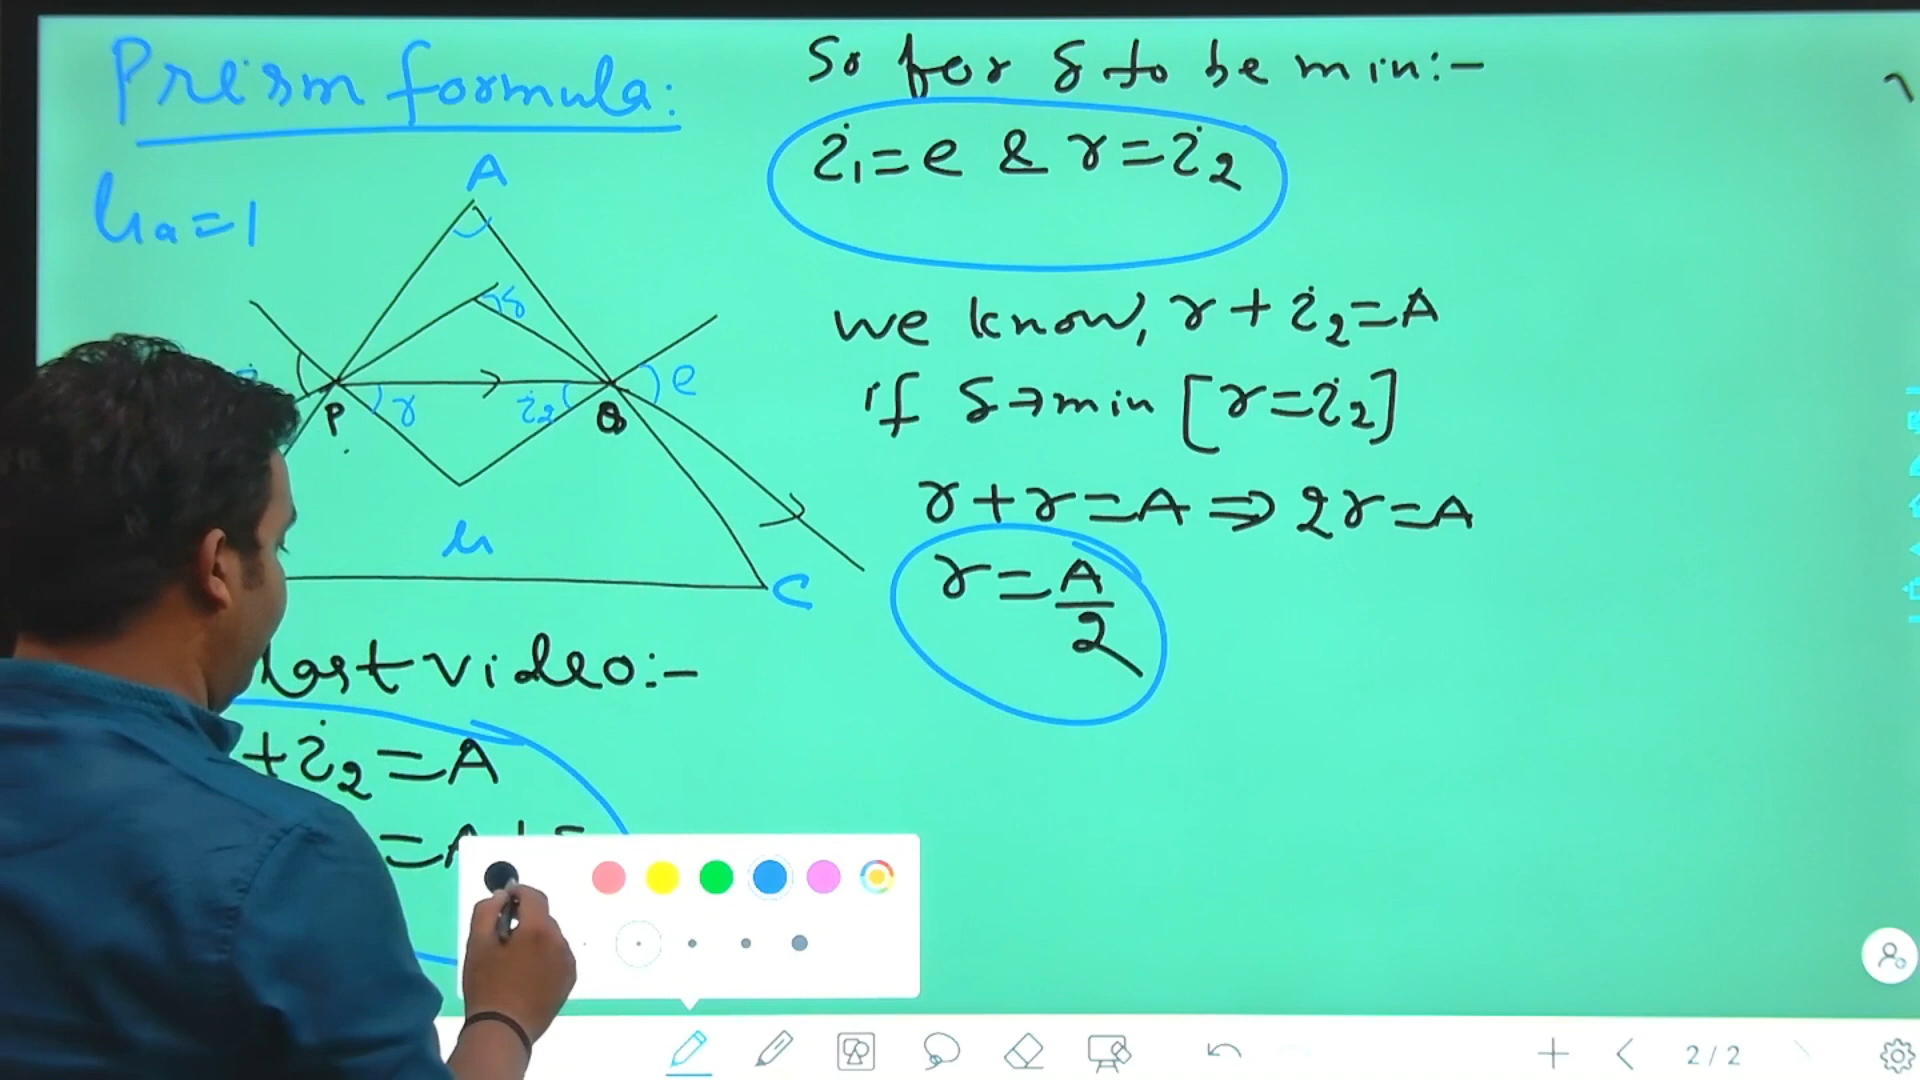 Prism formula:
μa=1
A
δ
P
r
i2
Q
e
μ
C
last video:-
+i2=A
=A+δ
So for δ to be min:-
i1=e & r=i2
we know, r+i2=A
if δ→min [r=i2]
r+r=A⇒2r=A
r=A/2
2/2